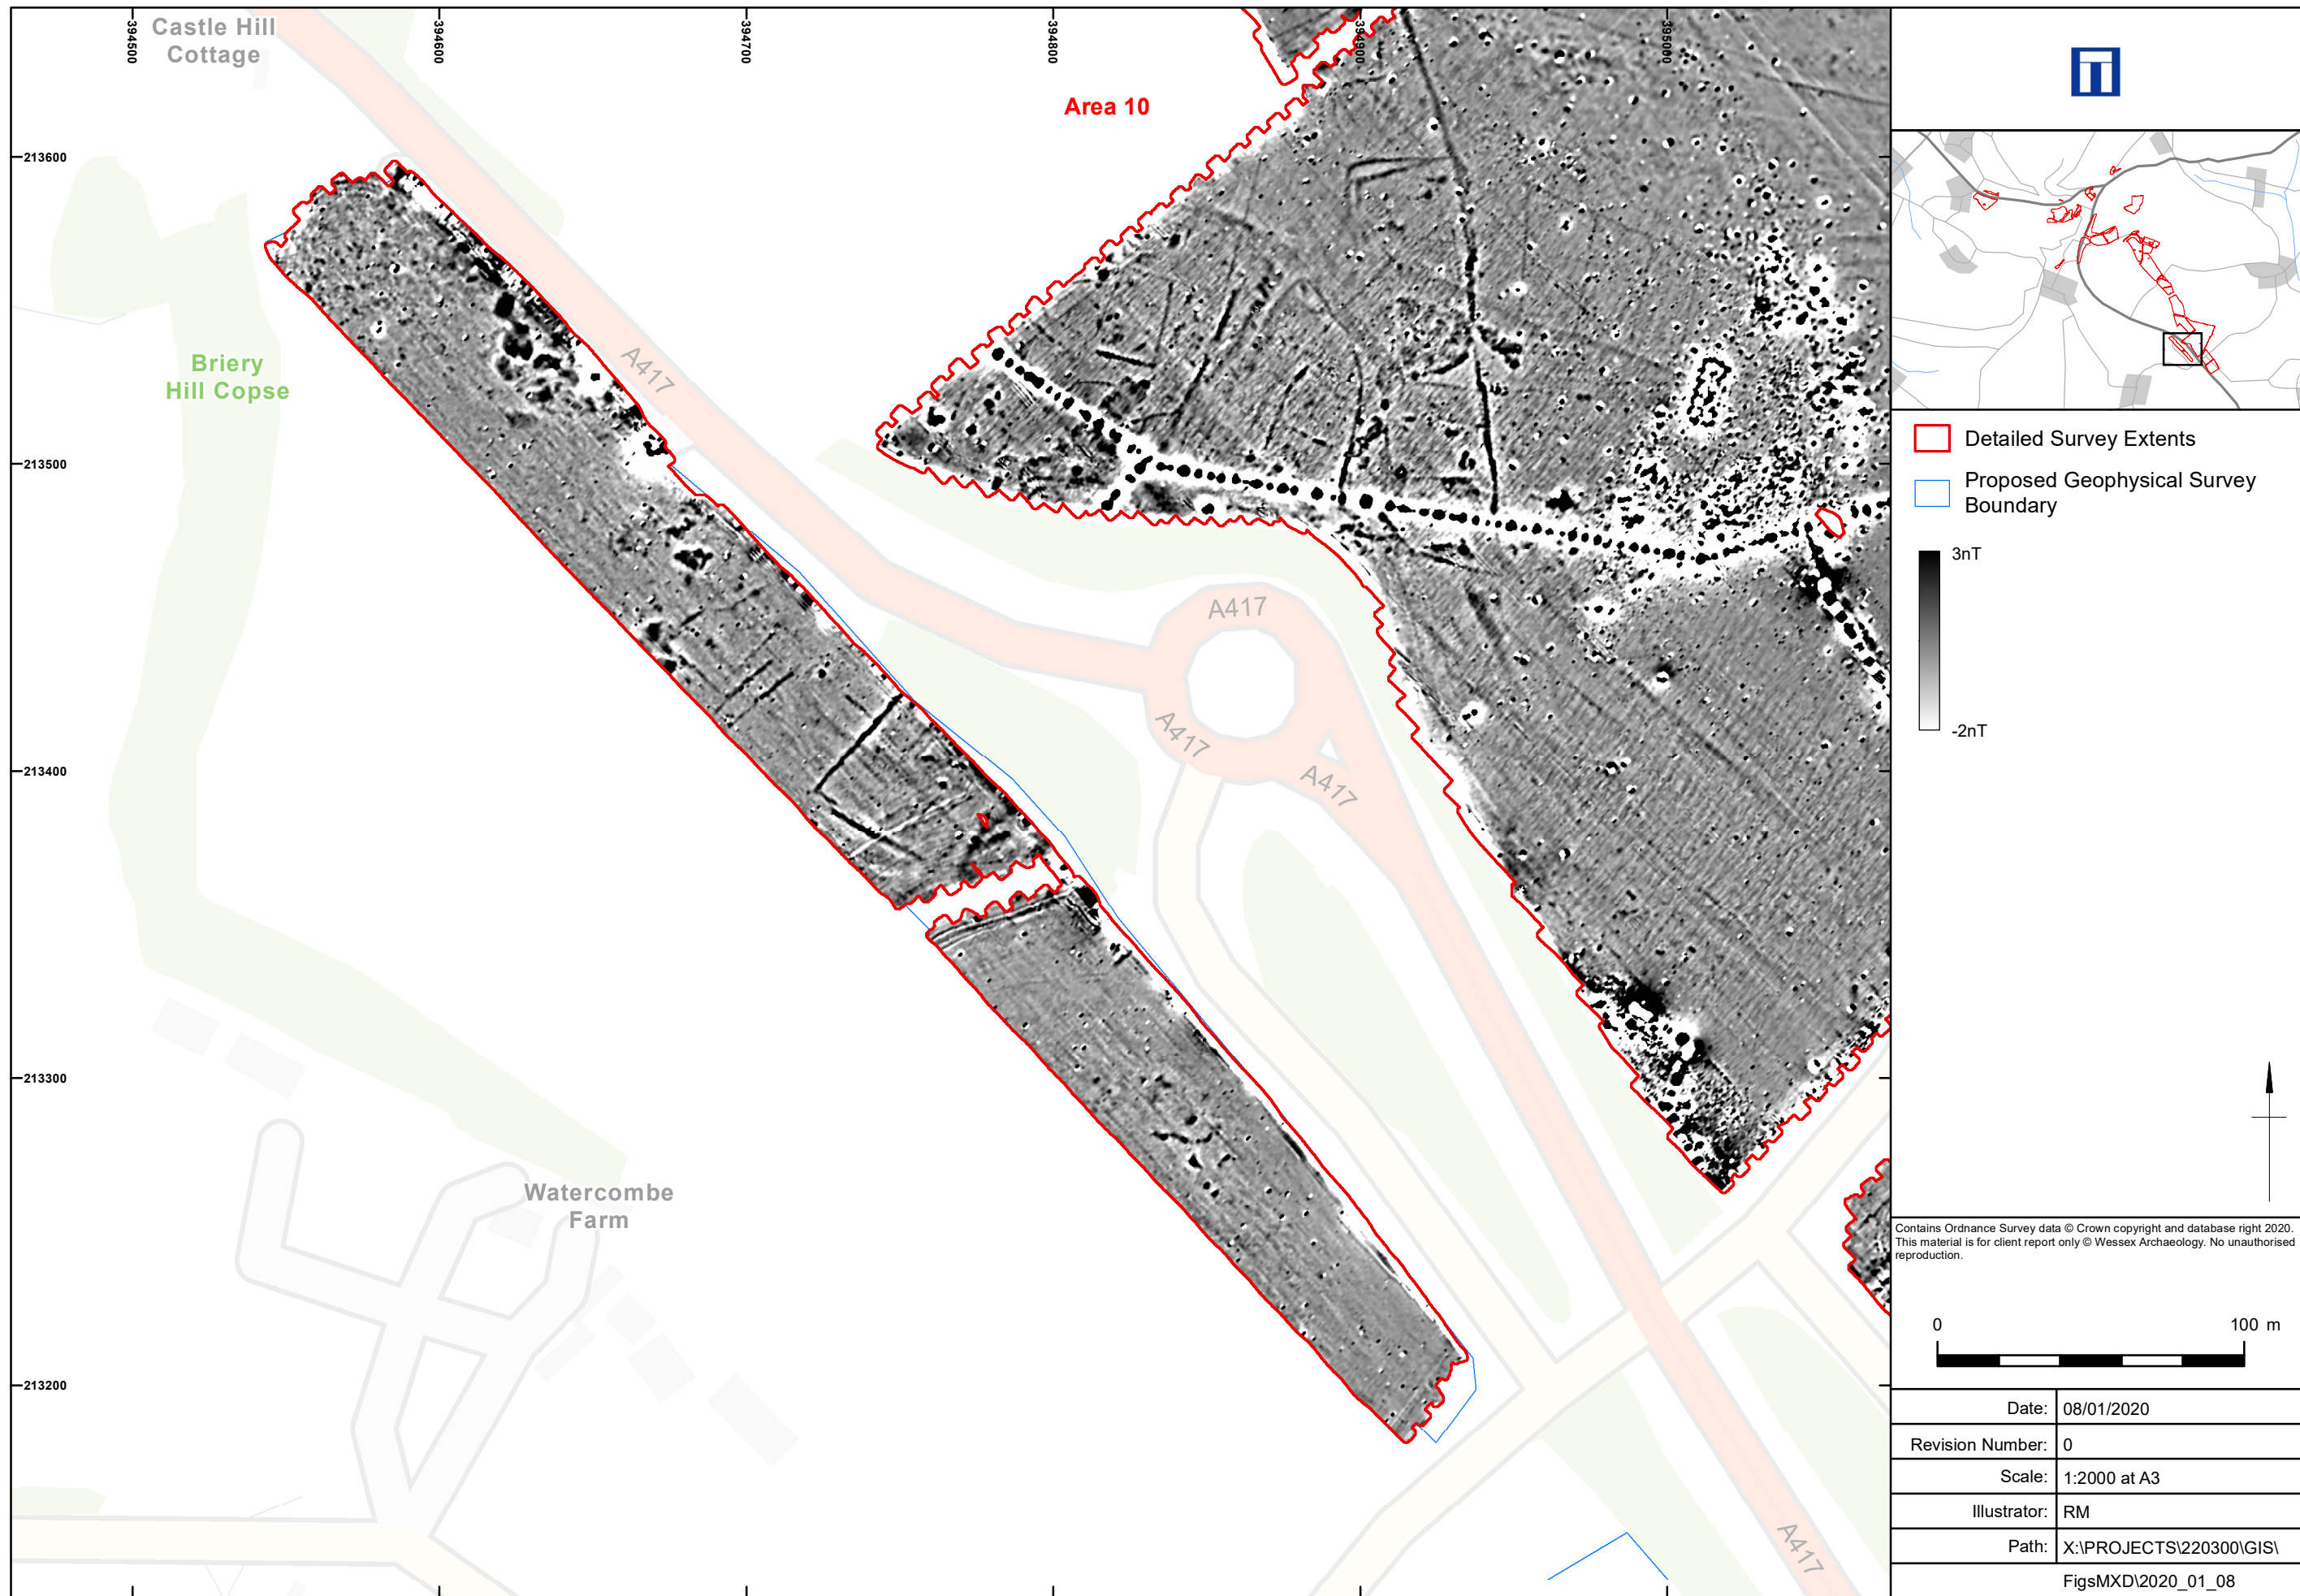 Castle Hill
Cottage
394500
394600
394700
394800
394900
395000
Area 10
213600
213500
213400
213300
213200
Briery
Hill Copse
A417
A417
A417
A417
A417
Watercombe
Farm
Detailed Survey Extents
Proposed Geophysical Survey
Boundary
3nT
-2nT
Contains Ordnance Survey data © Crown copyright and database right 2020.
This material is for client report only © Wessex Archaeology. No unauthorised
reproduction.
0 100 m
Date: 08/01/2020
Revision Number: 0
Scale: 1:2000 at A3
Illustrator: RM
Path: X:\PROJECTS\220300\GIS\
FigsMXD\2020_01_08